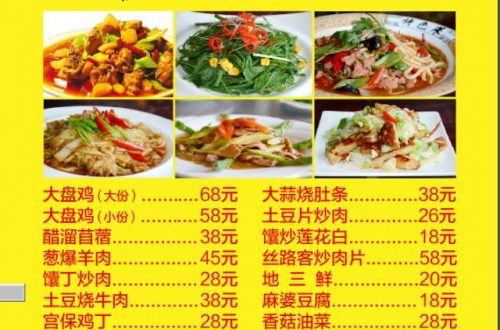 大盘鸡(大份)...........68元
大盘鸡(小份)...........58元
醋溜苜蓿................38元
葱爆羊肉................45元
馕丁炒肉................28元
土豆烧牛肉............38元
宫保鸡丁................28元
大蒜烧肚条............38元
土豆片炒肉............26元
馕炒莲花白............18元
丝路客炒肉片........58元
地三鲜................20元
麻婆豆腐................18元
香菇油菜................28元